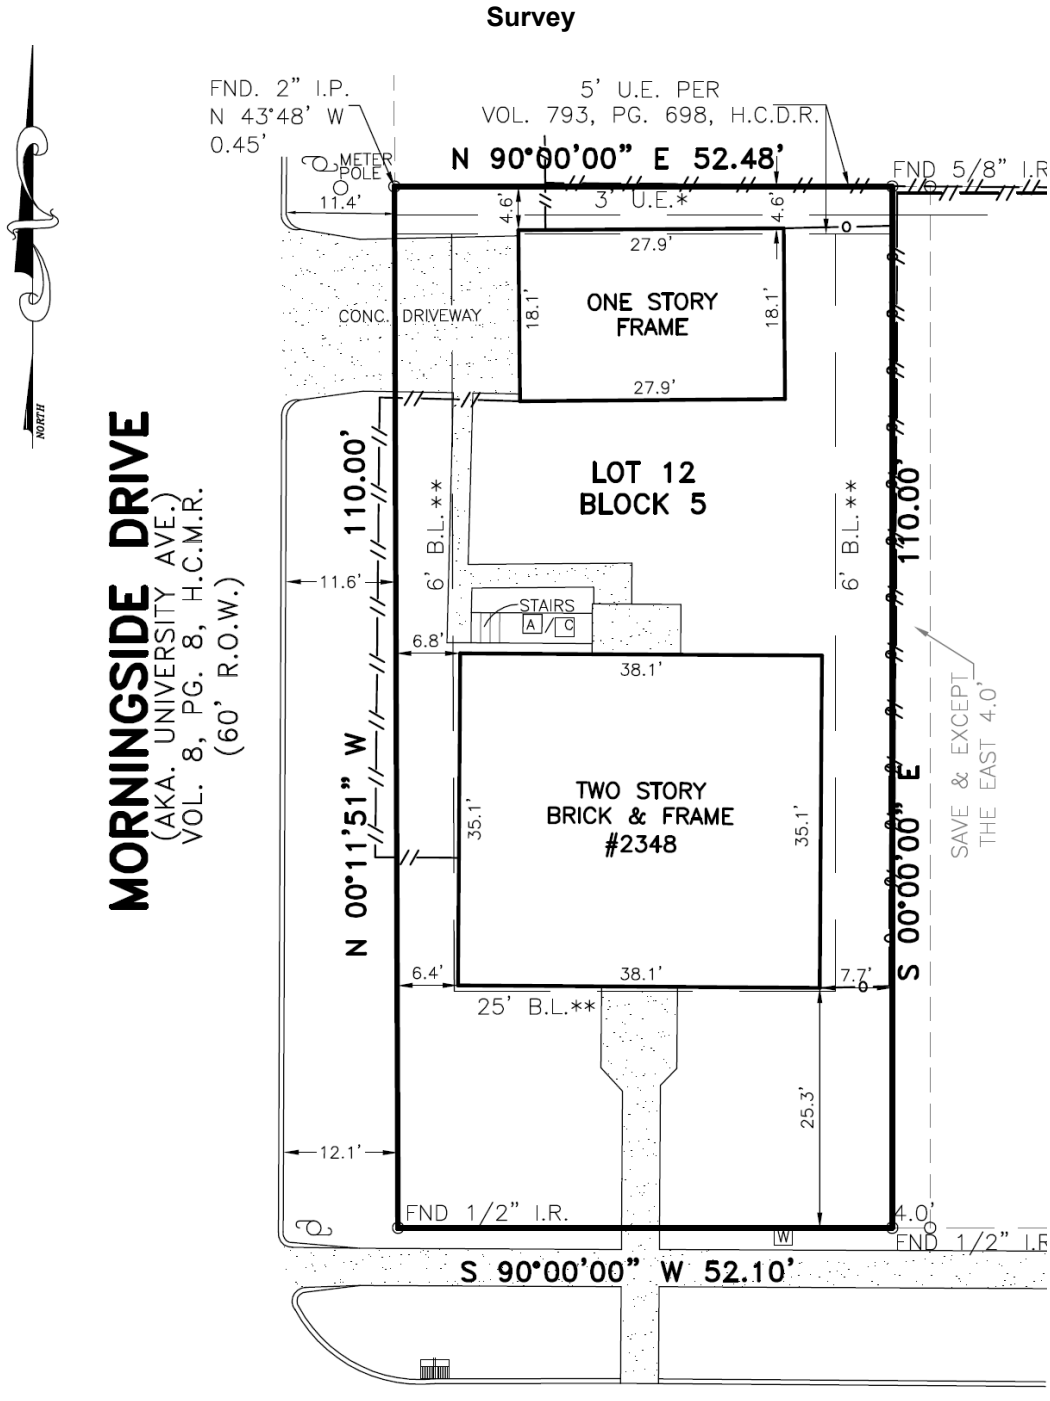 Survey
FND. 2" I.P.
N 43°48' W
0.45'
5' U.E. PER
VOL. 793, PG. 698, H.C.D.R.
N 90°00'00" E 52.48'
FND 5/8" I.R
METER
POLE
11.4'
4.6'
3' U.E.*
4.6'
27.9'
18.1'
ONE STORY
FRAME
18.1'
CONC. DRIVEWAY
27.9'
NORTH
MORNINGSIDE DRIVE
(AKA. UNIVERSITY AVE.)
VOL. 8, PG. 8, H.C.M.R.
(60' R.O.W.)
110.00'
N 00°11'51" W
6' B.L.**
LOT 12
BLOCK 5
6' B.L.**
110.00'
S 00°00'00" E
11.6'
STAIRS
A/C
6.8'
38.1'
SAVE & EXCEPT
THE EAST 4.0'
35.1'
TWO STORY
BRICK & FRAME
#2348
35.1'
6.4'
38.1'
7.7'
25' B.L.**
25.3'
12.1'
FND 1/2" I.R.
4.0'
W
FND 1/2" I.R
S 90°00'00" W 52.10'